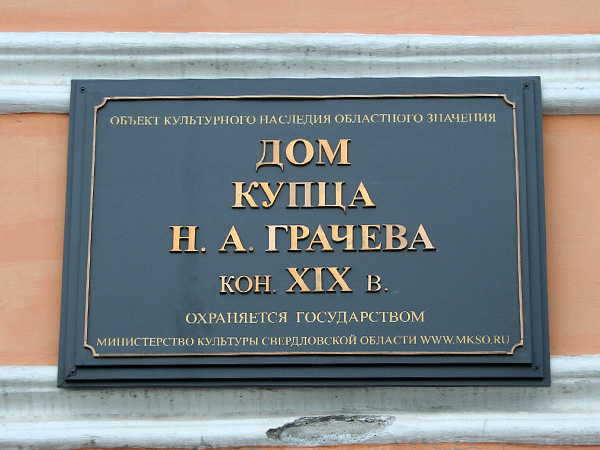 ОБЪЕКТ КУЛЬТУРНОГО НАСЛЕДИЯ ОБЛАСТНОГО ЗНАЧЕНИЯ
ДОМ
КУПЦА
Н. А. ГРАЧЕВА
КОН. XIX В.
ОХРАНЯЕТСЯ ГОСУДАРСТВОМ
МИНИСТЕРСТВО КУЛЬТУРЫ СВЕРДЛОВСКОЙ ОБЛАСТИ WWW.MKSO.RU